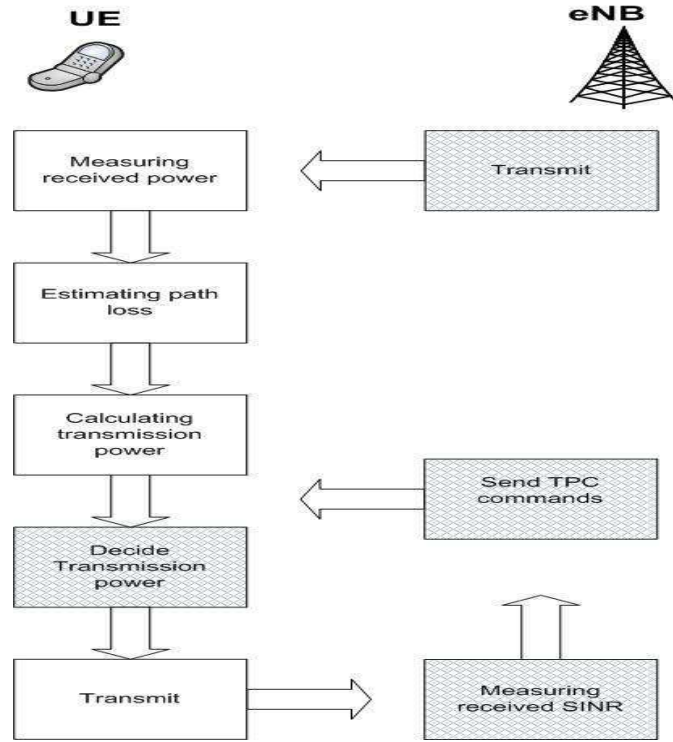 UE
eNB
Measuring
received power
Transmit
Estimating path
loss
Calculating
transmission
power
Send TPC
commands
Decide
Transmission
power
Transmit
Measuring
received SINR